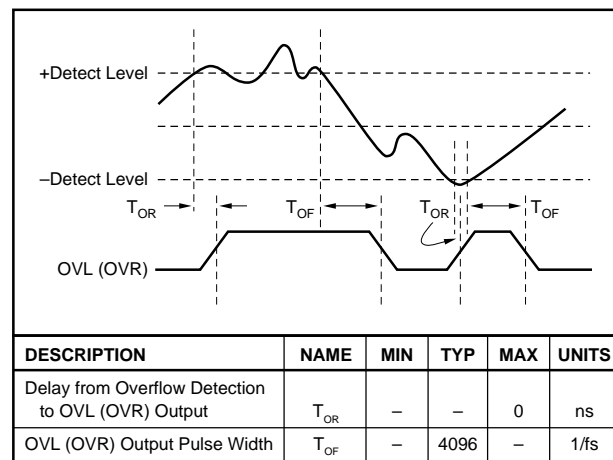 +Detect Level
–Detect Level
TOR TOF TOR TOF
OVL (OVR)
DESCRIPTION NAME MIN TYP MAX UNITS
Delay from Overflow Detection
to OVL (OVR) Output TOR – – 0 ns
OVL (OVR) Output Pulse Width TOF – 4096 – 1/fs